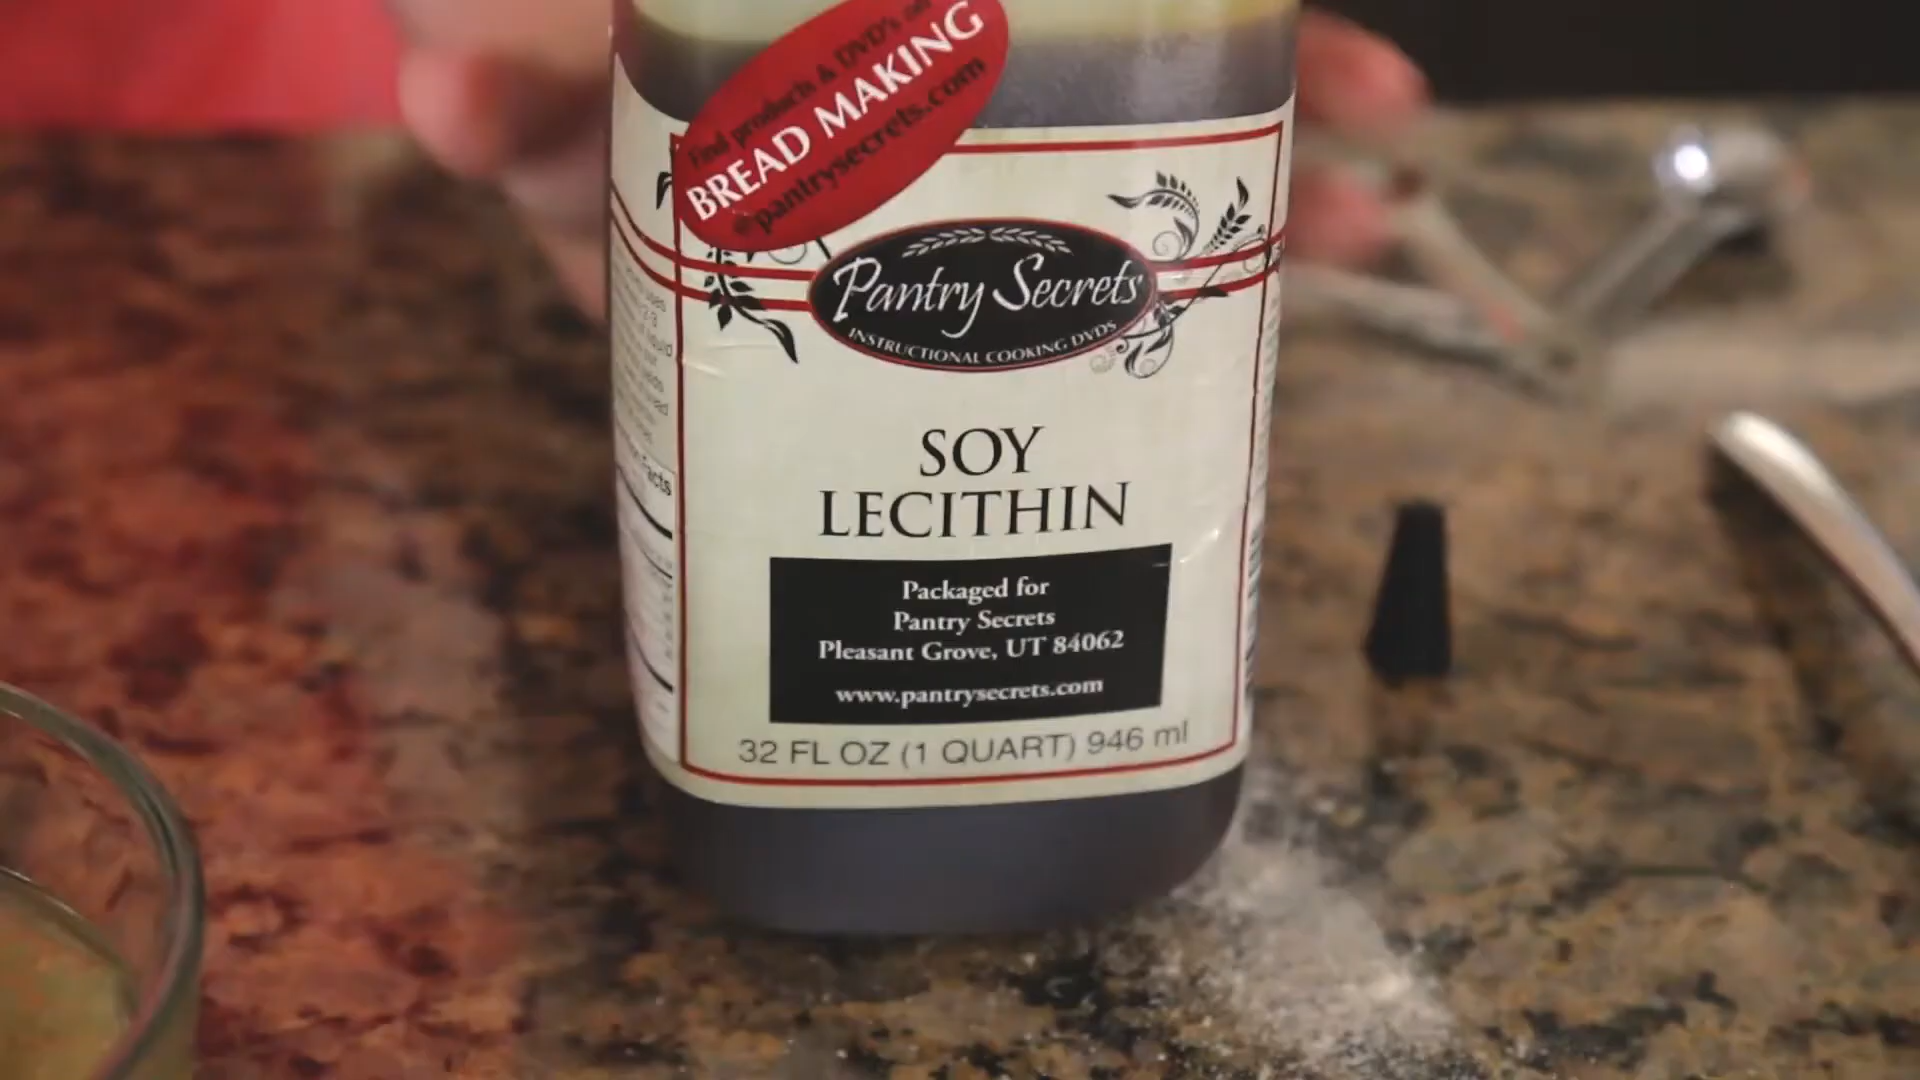 Find products & DVD's on
BREAD MAKING
@pantrysecrets.com
Pantry Secrets
INSTRUCTIONAL COOKING DVDS
SOY
LECITHIN
Packaged for
Pantry Secrets
Pleasant Grove, UT 84062
www.pantrysecrets.com
32 FL OZ (1 QUART) 946 ml
Facts